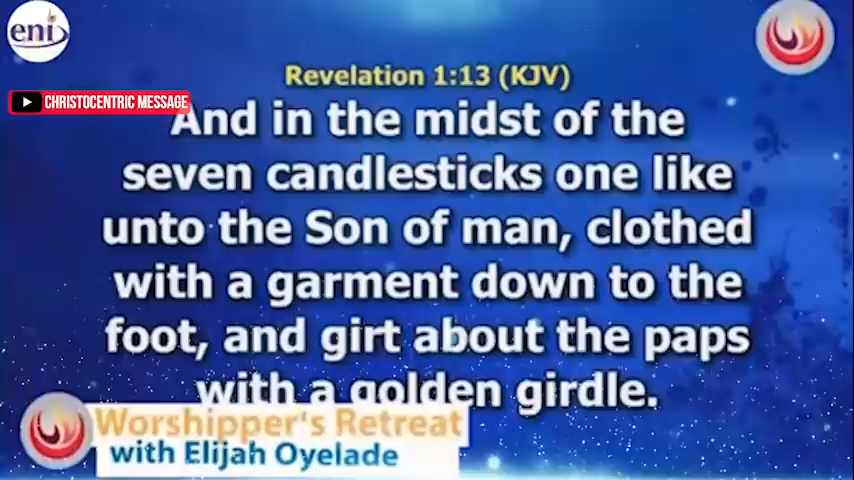 eni
Revelation 1:13 (KJV)
CHRISTOCENTRIC MESSAGE
And in the midst of the
seven candlesticks one like
unto the Son of man, clothed
with a garment down to the
foot, and girt about the paps
with a golden girdle.
Worshipper's Retreat
with Elijah Oyelade